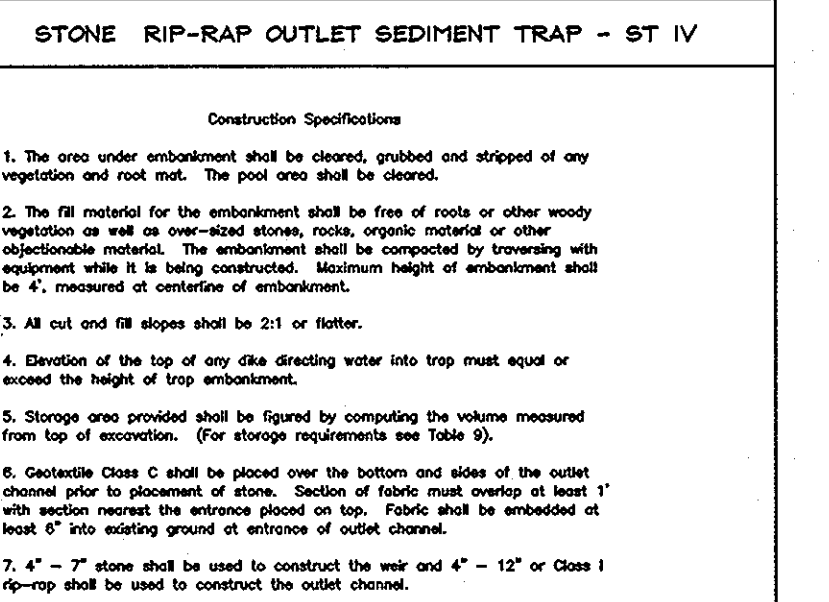 STONE RIP-RAP OUTLET SEDIMENT TRAP - ST IV
Construction Specifications
1. The area under embankment shall be cleared, grubbed and stripped of any
vegetation and root mat. The pool area shall be cleared.
2. The fill material for the embankment shall be free of roots or other woody
vegetation as well as over-sized stones, rocks, organic material or other
objectionable material. The embankment shall be compacted by traversing with
equipment while it is being constructed. Maximum height of embankment shall
be 4', measured at centerline of embankment.
3. All cut and fill slopes shall be 2:1 or flatter.
4. Elevation of the top of any dike directing water into trap must equal or
exceed the height of trap embankment.
5. Storage area provided shall be figured by computing the volume measured
from top of excavation. (For storage requirements see Table 9).
6. Geotextile Class C shall be placed over the bottom and sides of the outlet
channel prior to placement of stone. Section of fabric must overlap at least 1'
with section nearest the entrance placed on top. Fabric shall be embedded at
least 6" into existing ground at entrance of outlet channel.
7. 4" - 7" stone shall be used to construct the weir and 4" - 12" or Class I
rip-rap shall be used to construct the outlet channel.